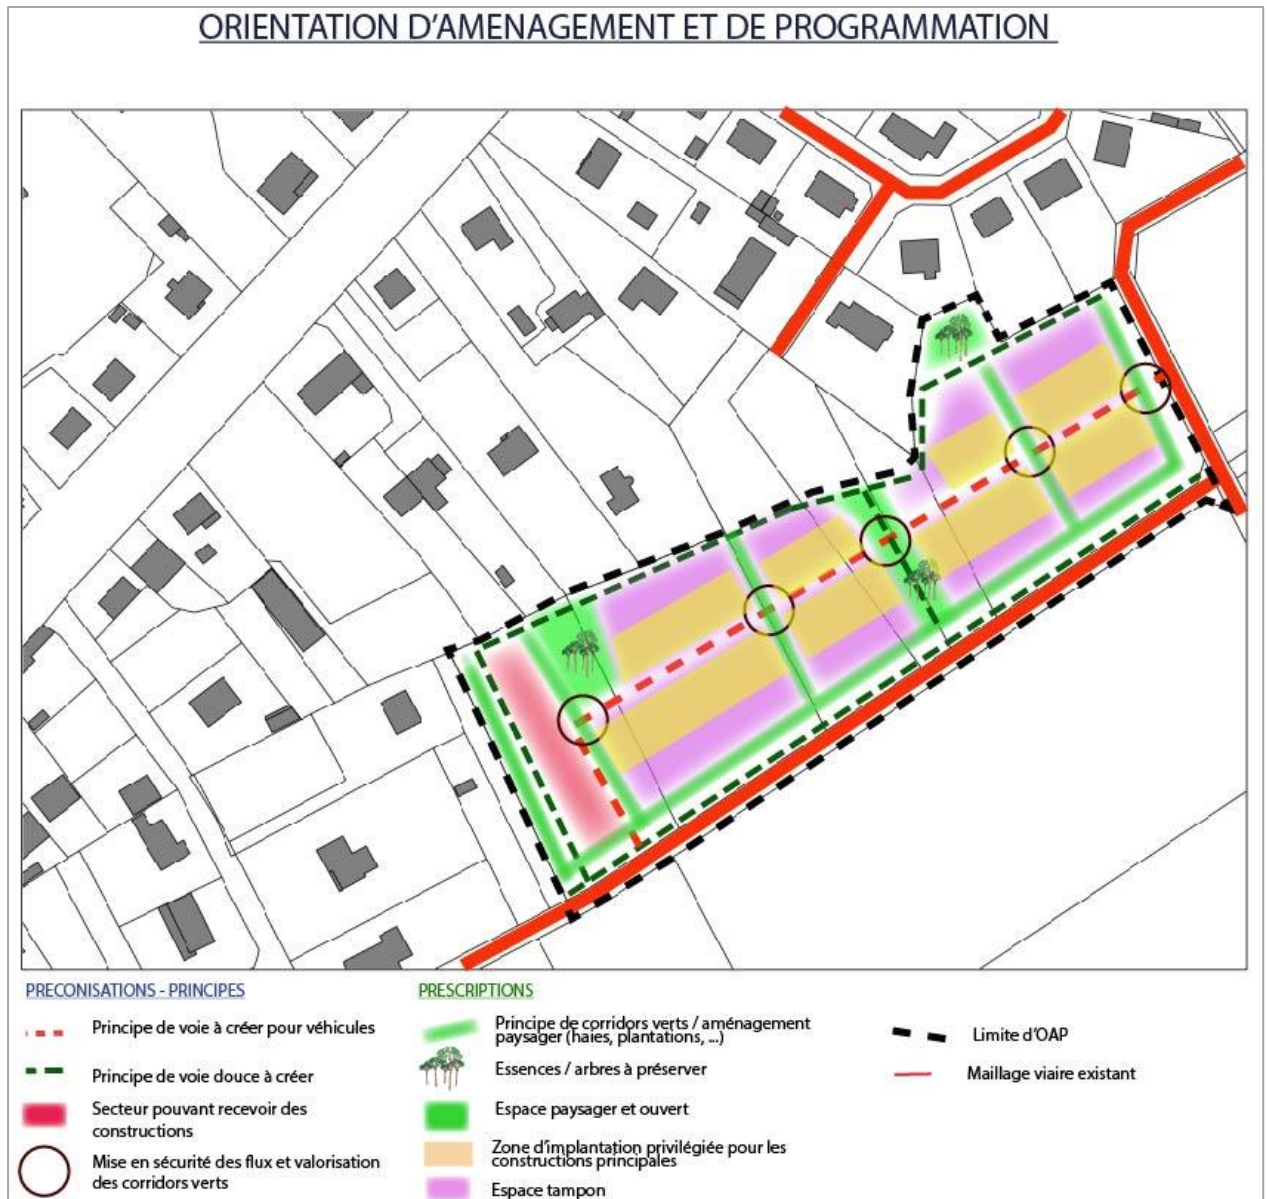 ORIENTATION D'AMENAGEMENT ET DE PROGRAMMATION
PRECONISATIONS - PRINCIPES
Principe de voie à créer pour véhicules
Principe de voie douce à créer
Secteur pouvant recevoir des
constructions
Mise en sécurité des flux et valorisation
des corridors verts
PRESCRIPTIONS
Principe de corridors verts / aménagement
paysager (haies, plantations, ...)
Essences / arbres à préserver
Espace paysager et ouvert
Zone d'implantation privilégiée pour les
constructions principales
Espace tampon
Limite d'OAP
Maillage viaire existant